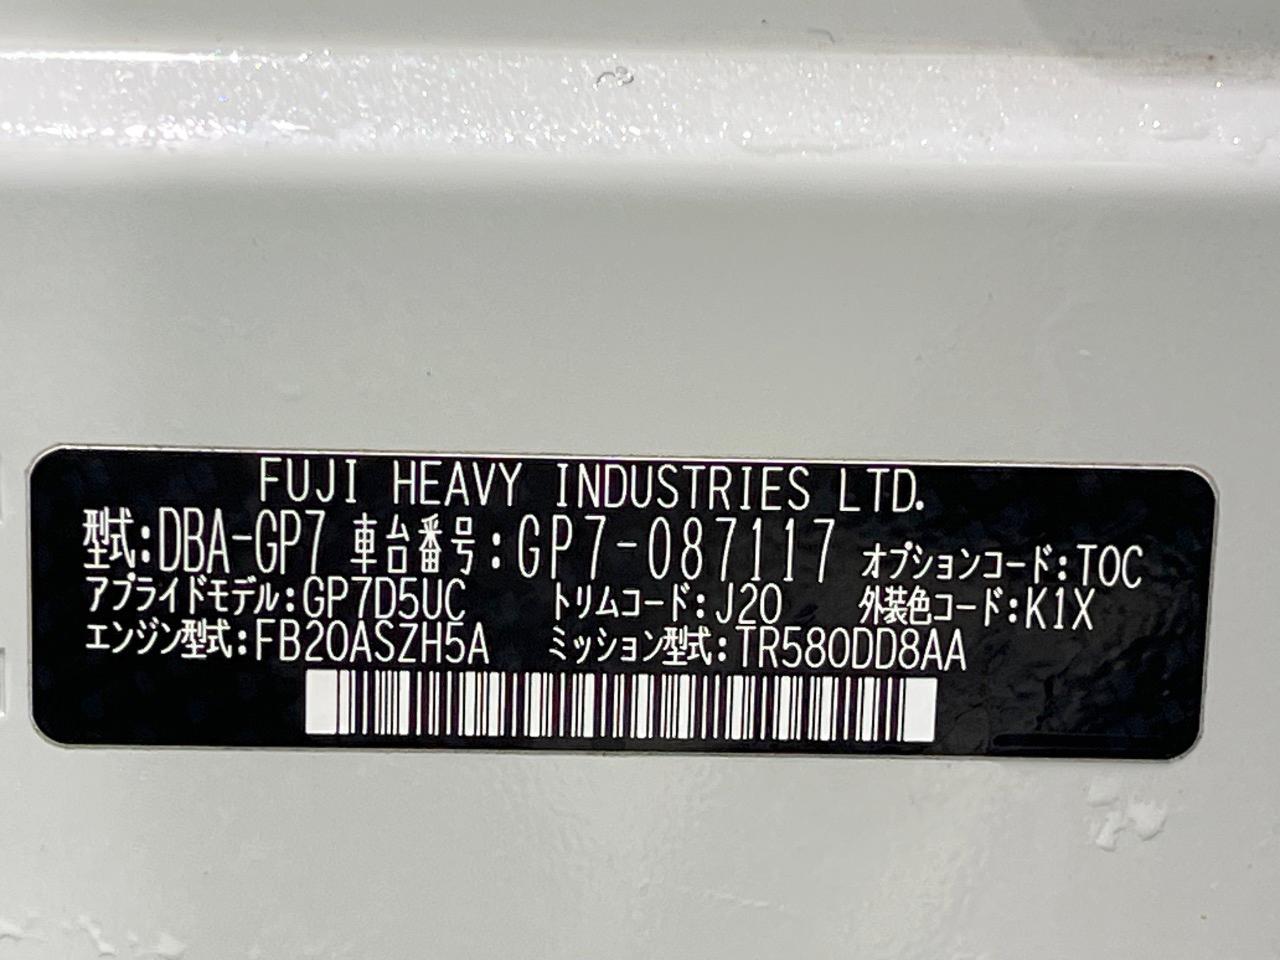 FUJI HEAVY INDUSTRIES LTD.
型式:DBA-GP7 車台番号:GP7-087117 オプションコード:TOC
アプライドモデル:GP7D5UC トリムコード:J20 外装色コード:K1X
エンジン型式:FB20ASZH5A ミッション型式:TR580DD8AA